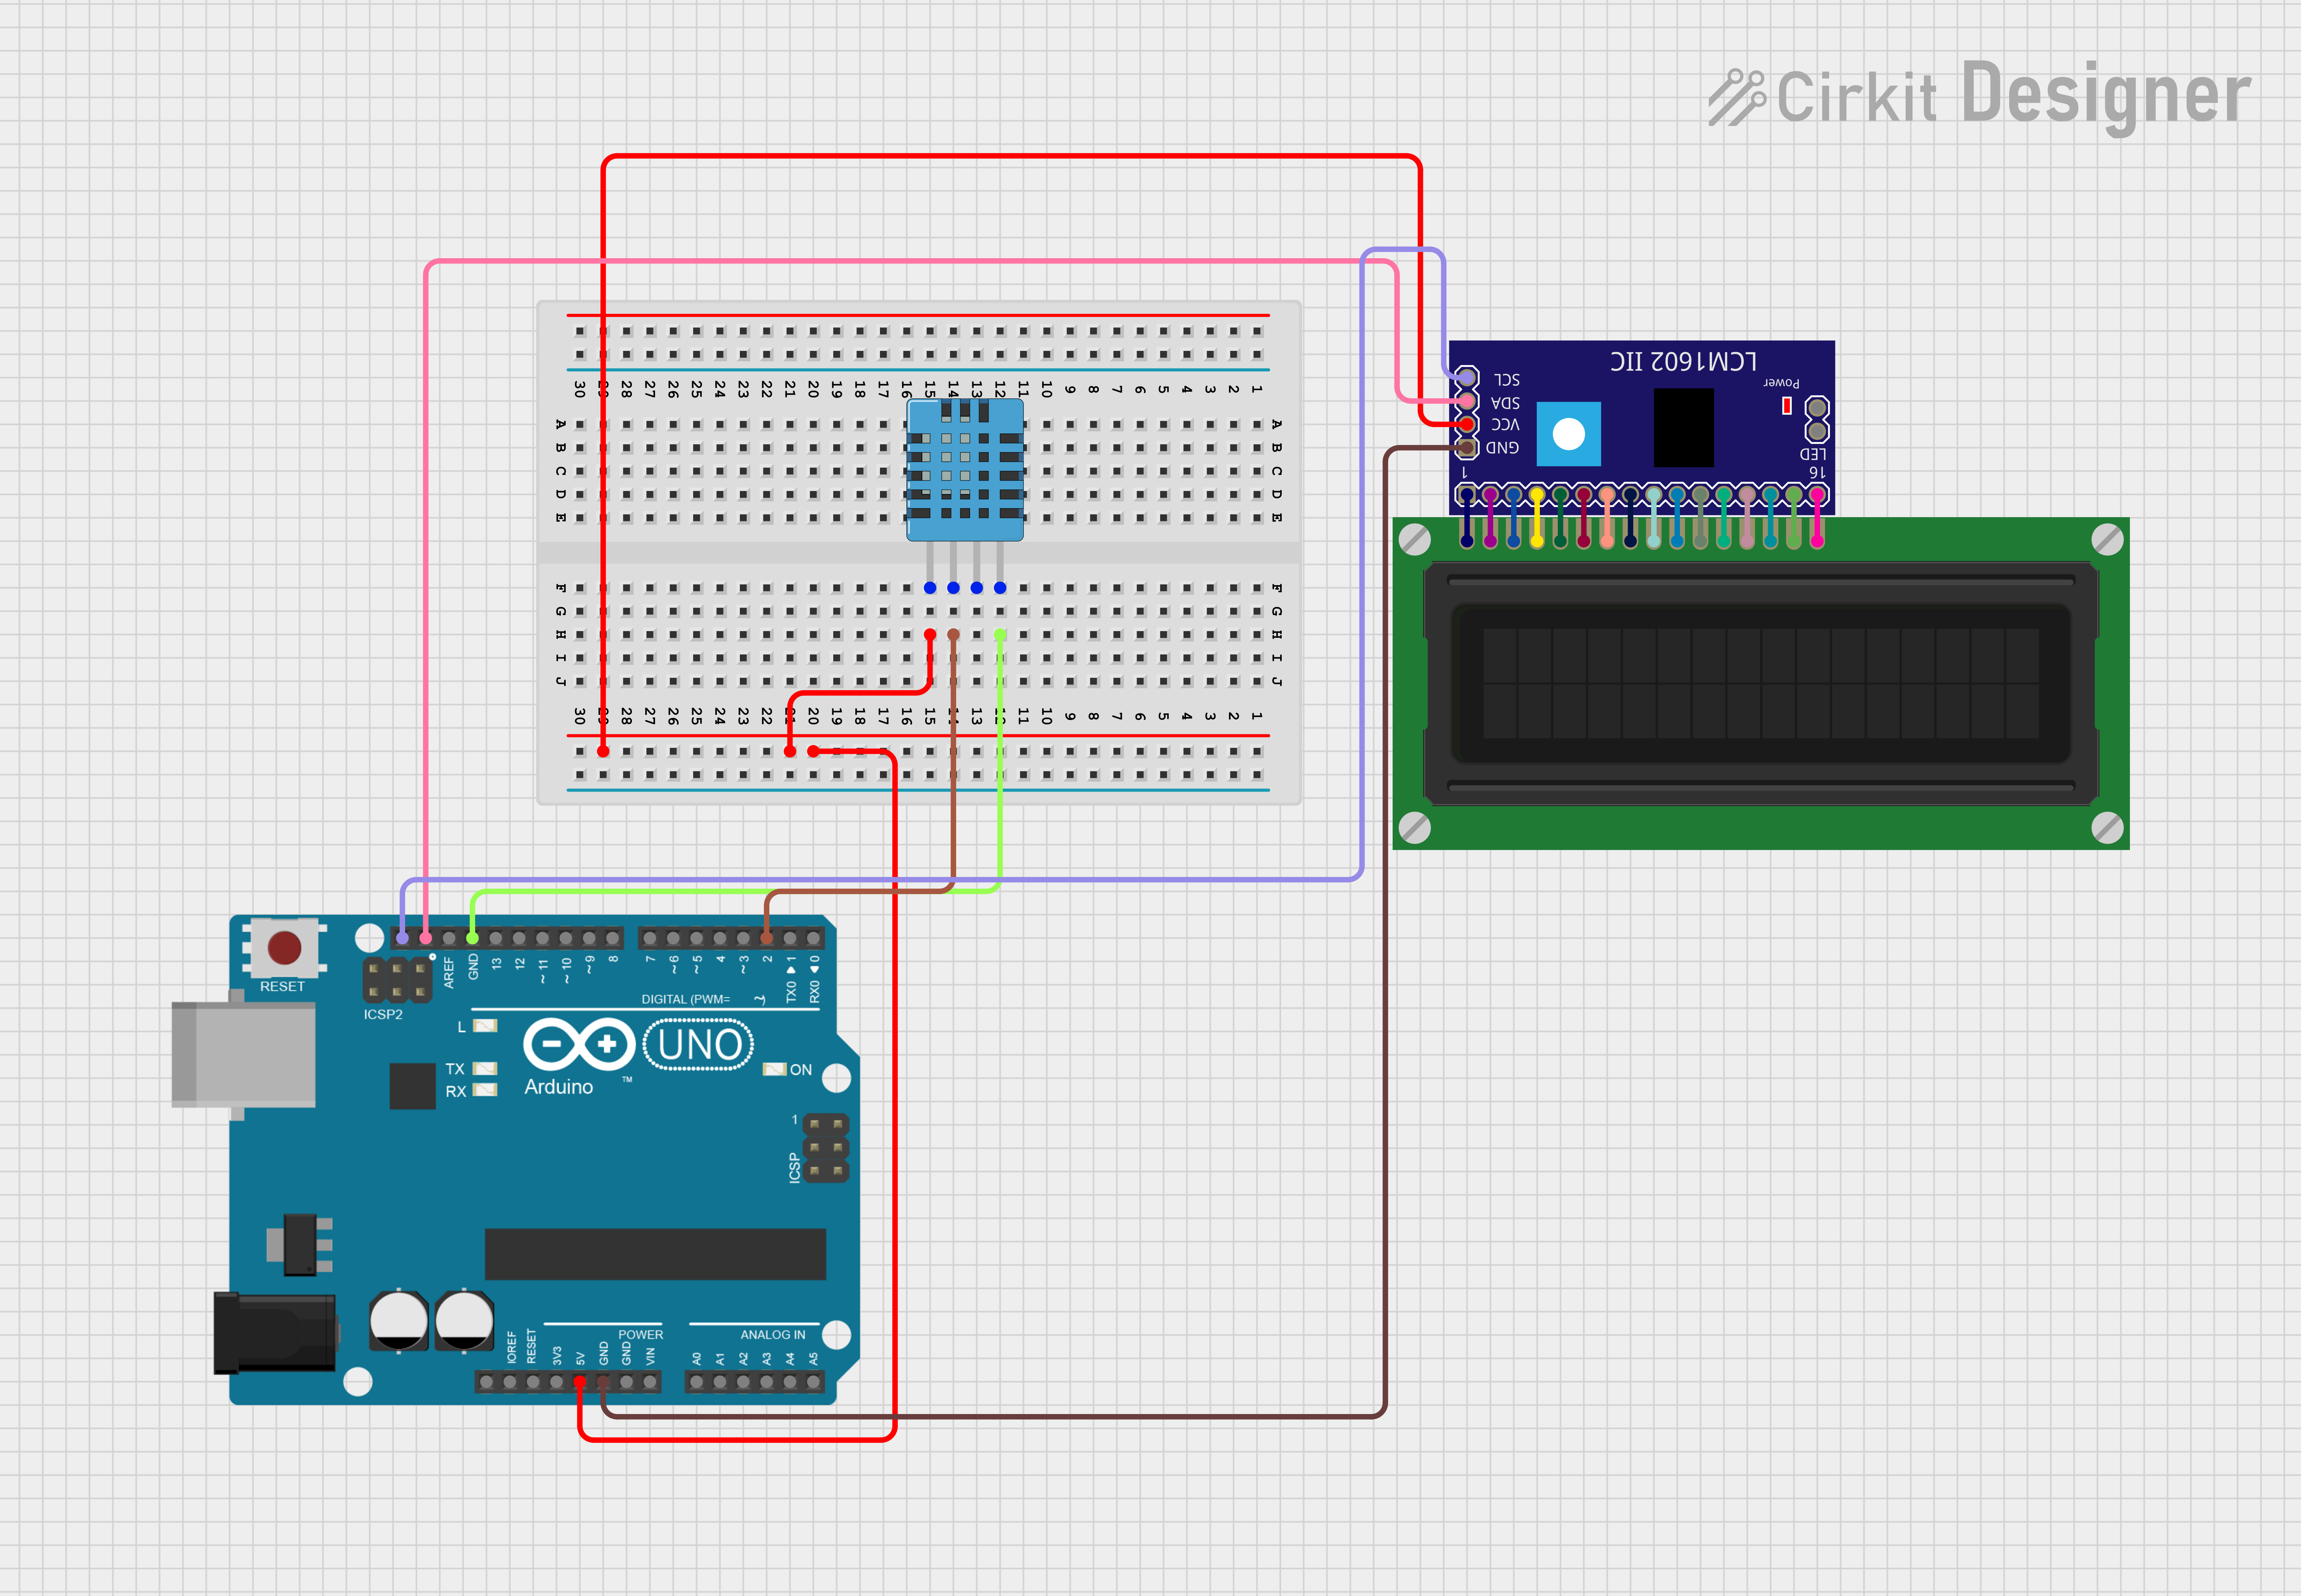 Cirkit Designer
30 29 28 27 26 25 24 23 22 21 20 19 18 17 16 15 14 13 12 11 10 9 8 7 6 5 4 3 2 1
A A
B B
C C
D D
E E
F F
G G
H H
I I
J J
30 29 28 27 26 25 24 23 22 21 20 19 18 17 16 15 14 13 12 11 10 9 8 7 6 5 4 3 2 1
LCM1602 IIC
SCL
SDA
VCC
GND
Power
LED
1 16
RESET
ICSP2
AREF GND 13 12 ~11 ~10 ~9 8 7 ~6 ~5 4 ~3 2 TX0▶1 RX0◀0
DIGITAL (PWM= ~)
L
TX
RX
UNO
Arduino
TM
ON
1
ICSP
POWER
ANALOG IN
IOREF RESET 3V3 5V GND GND VIN A0 A1 A2 A3 A4 A5